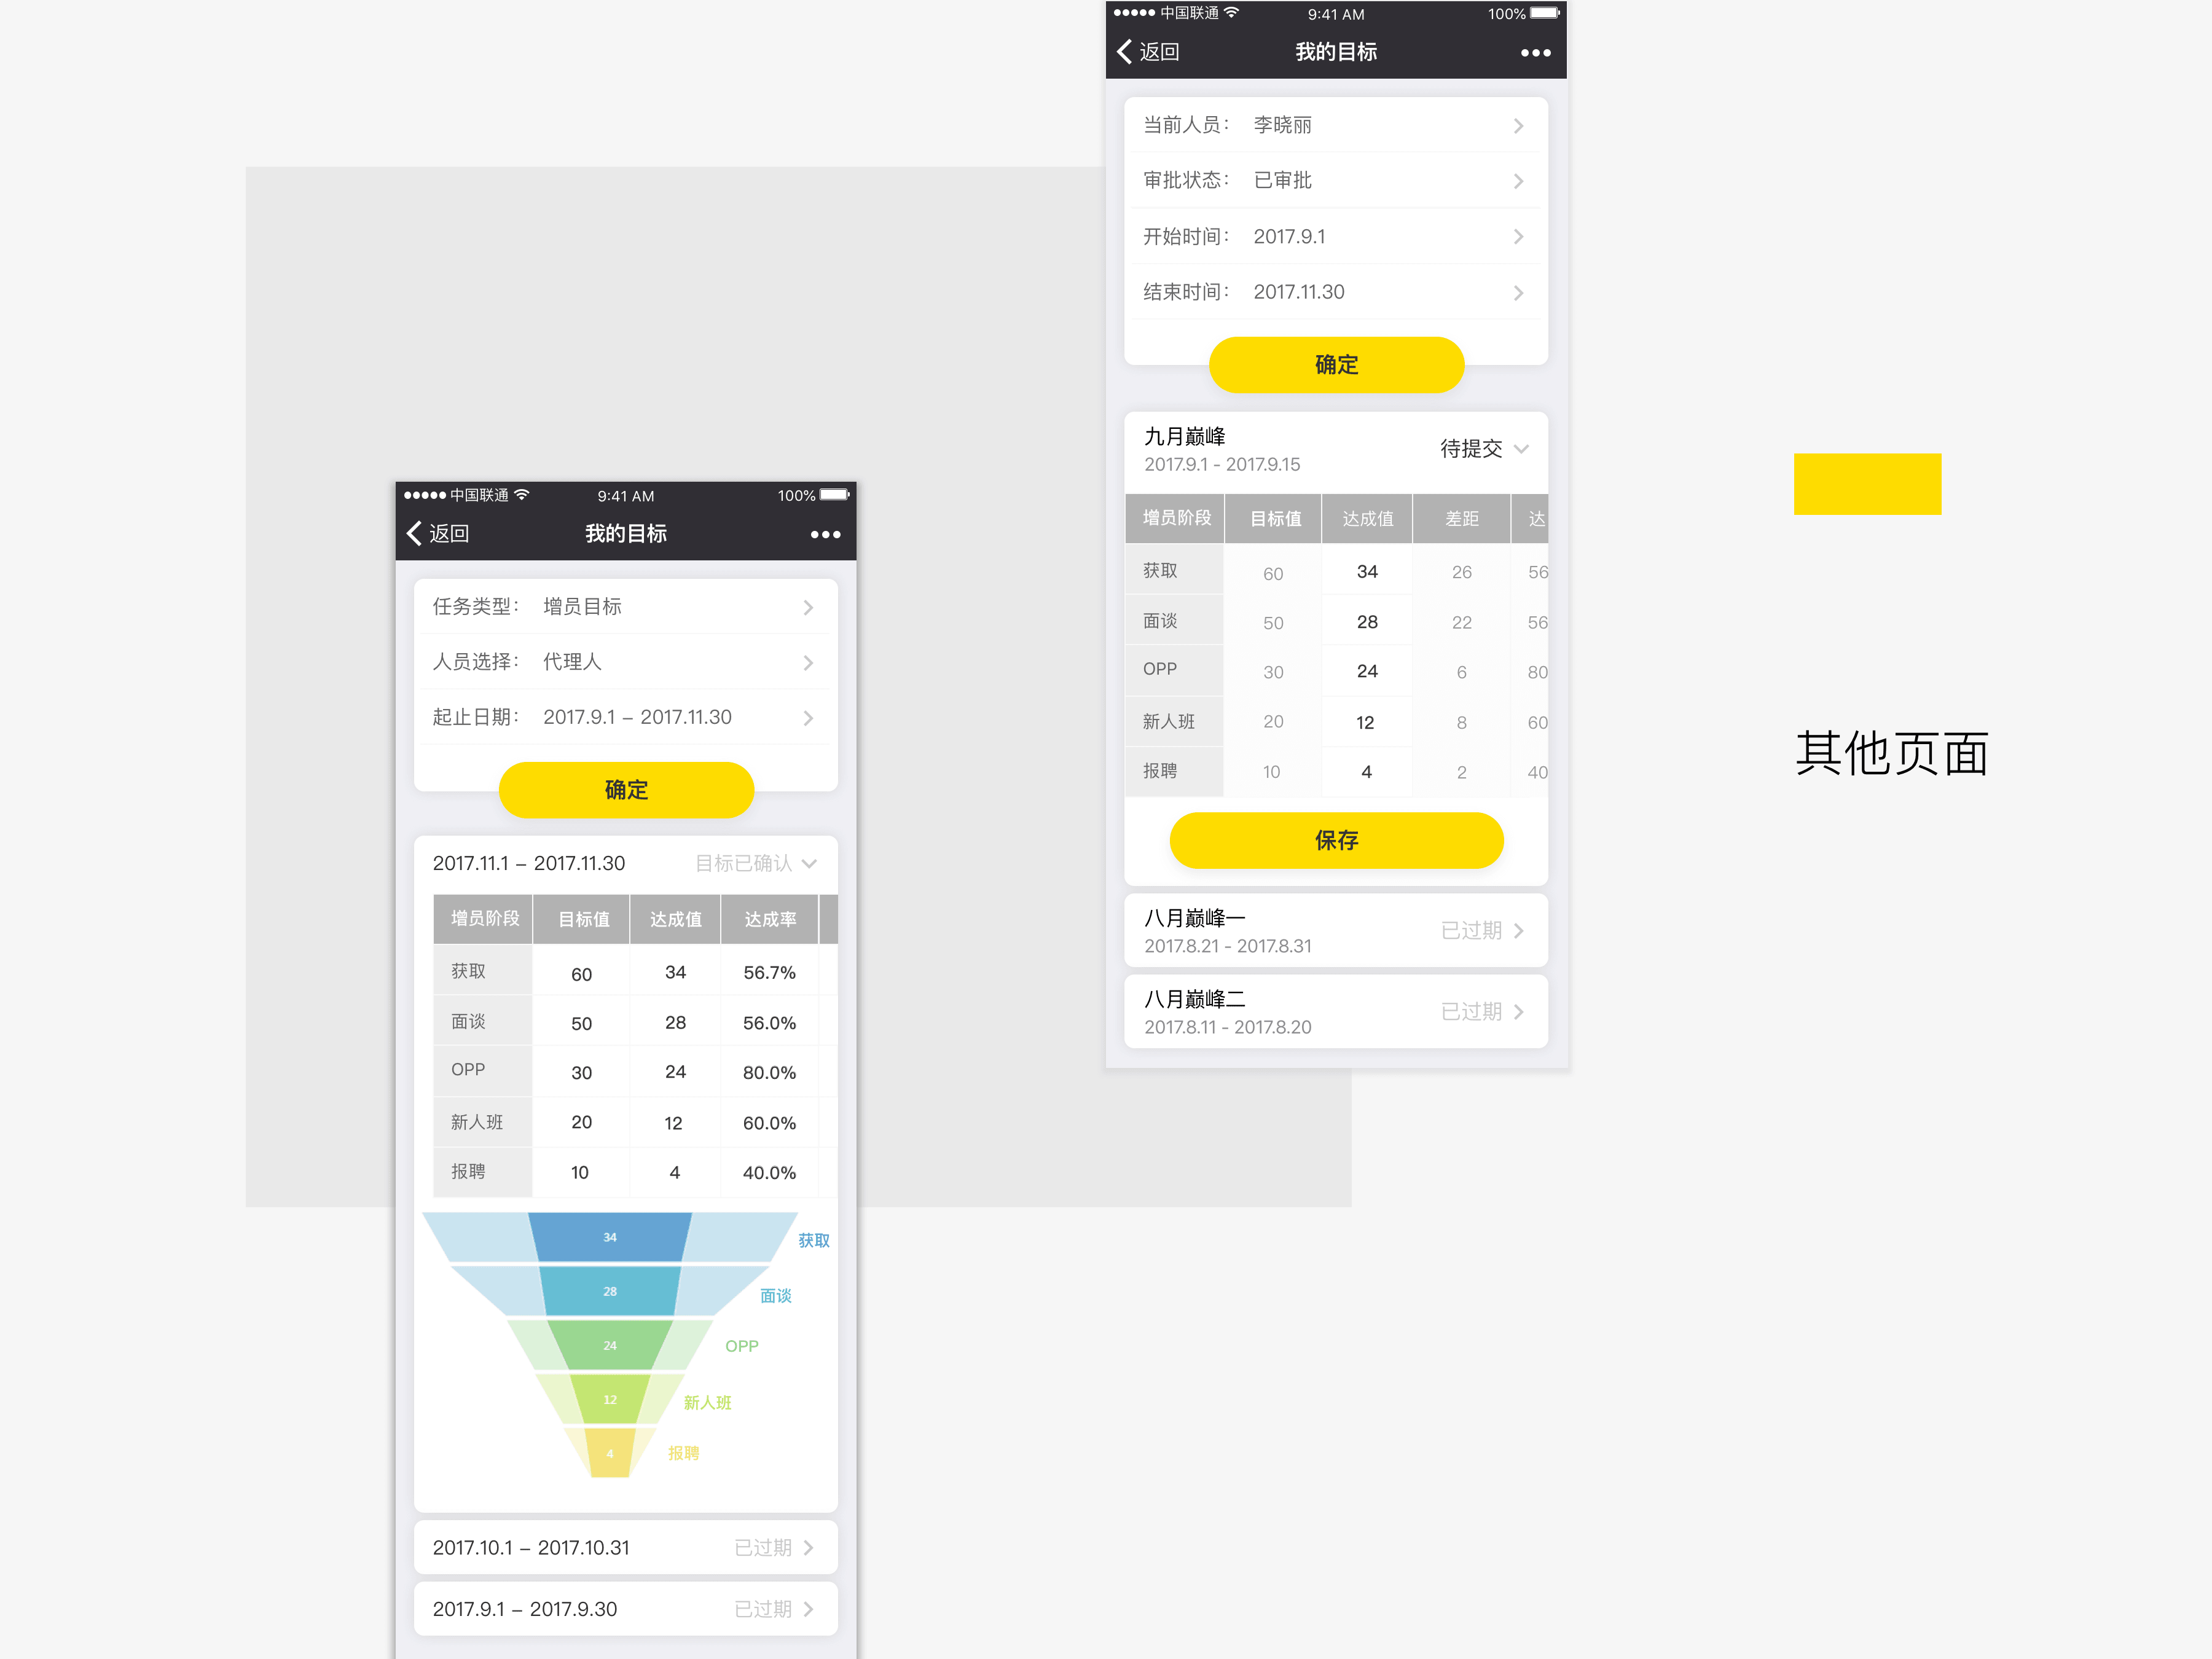 中国联通
9:41 AM
100%
返回
我的目标
任务类型： 增员目标
人员选择： 代理人
起止日期： 2017.9.1 – 2017.11.30
确定
2017.11.1 – 2017.11.30 目标已确认
增员阶段 目标值 达成值 达成率
获取 60 34 56.7%
面谈 50 28 56.0%
OPP 30 24 80.0%
新人班 20 12 60.0%
报聘 10 4 40.0%
34 获取
28 面谈
24 OPP
12 新人班
4 报聘
2017.10.1 – 2017.10.31 已过期
2017.9.1 – 2017.9.30 已过期
中国联通
9:41 AM
100%
返回
我的目标
当前人员： 李晓丽
审批状态： 已审批
开始时间： 2017.9.1
结束时间： 2017.11.30
确定
九月巅峰
2017.9.1 - 2017.9.15
待提交
增员阶段 目标值 达成值 差距 达
获取 60 34 26 56
面谈 50 28 22 56
OPP 30 24 6 80
新人班 20 12 8 60
报聘 10 4 2 40
保存
八月巅峰一
2017.8.21 - 2017.8.31
已过期
八月巅峰二
2017.8.11 - 2017.8.20
已过期
其他页面